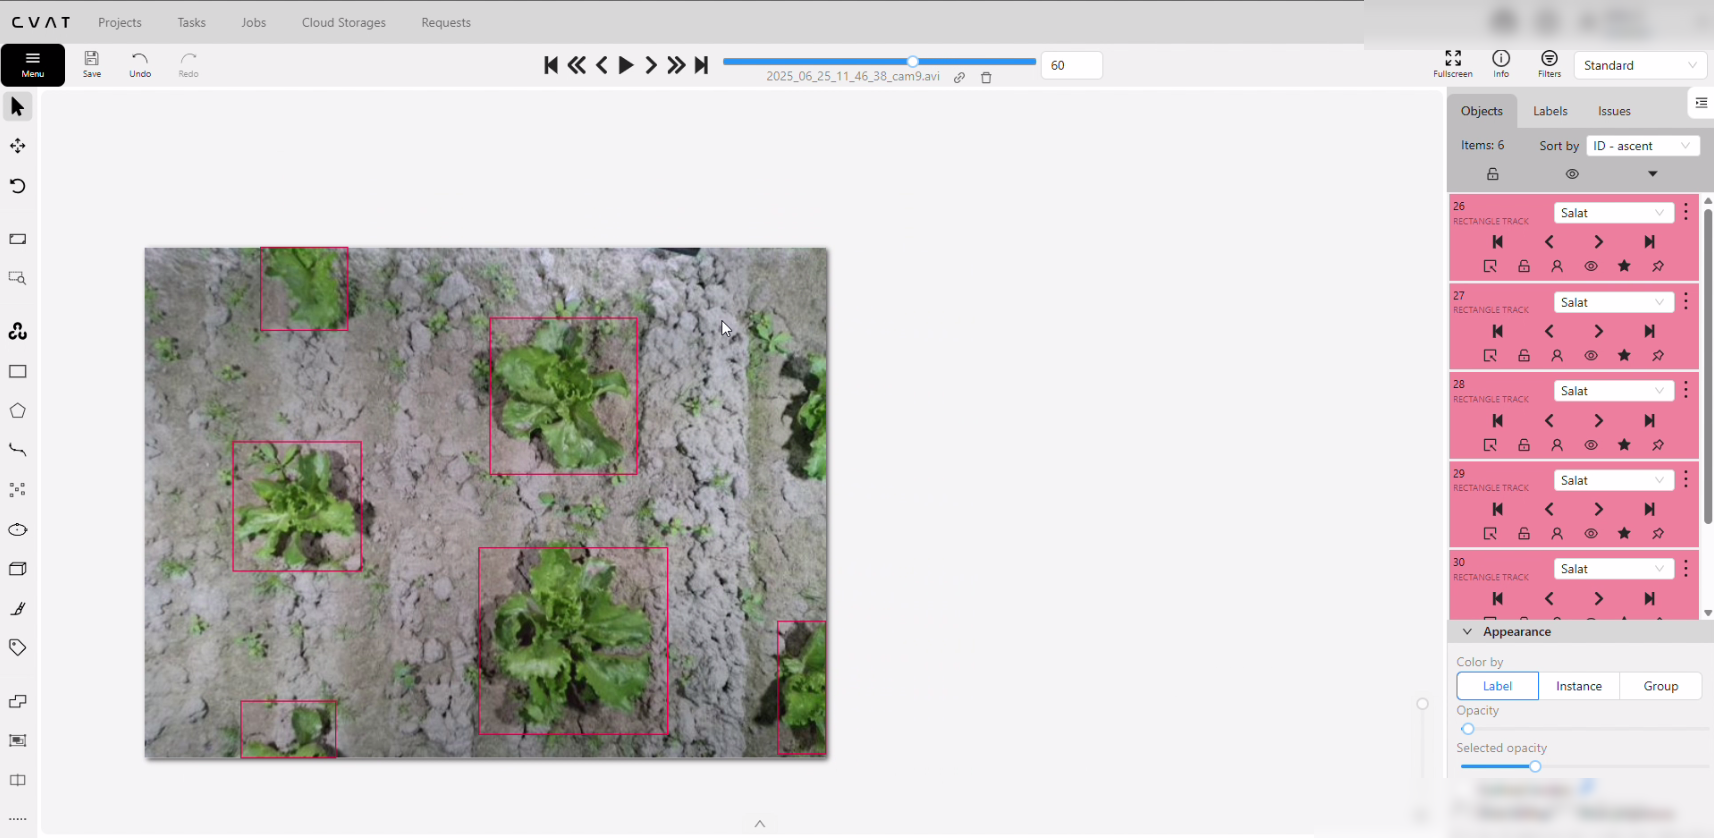 CVAT Projects Tasks Jobs Cloud Storages Requests
Menu Save Undo Redo 60 Fullscreen Info Filters Standard
2025_06_25_11_46_38_cam9.avi
Objects Labels Issues
Items: 6 Sort by ID - ascent
26 Salat
RECTANGLE TRACK
27 Salat
RECTANGLE TRACK
28 Salat
RECTANGLE TRACK
29 Salat
RECTANGLE TRACK
30 Salat
RECTANGLE TRACK
Appearance
Color by
Label Instance Group
Opacity
Selected opacity